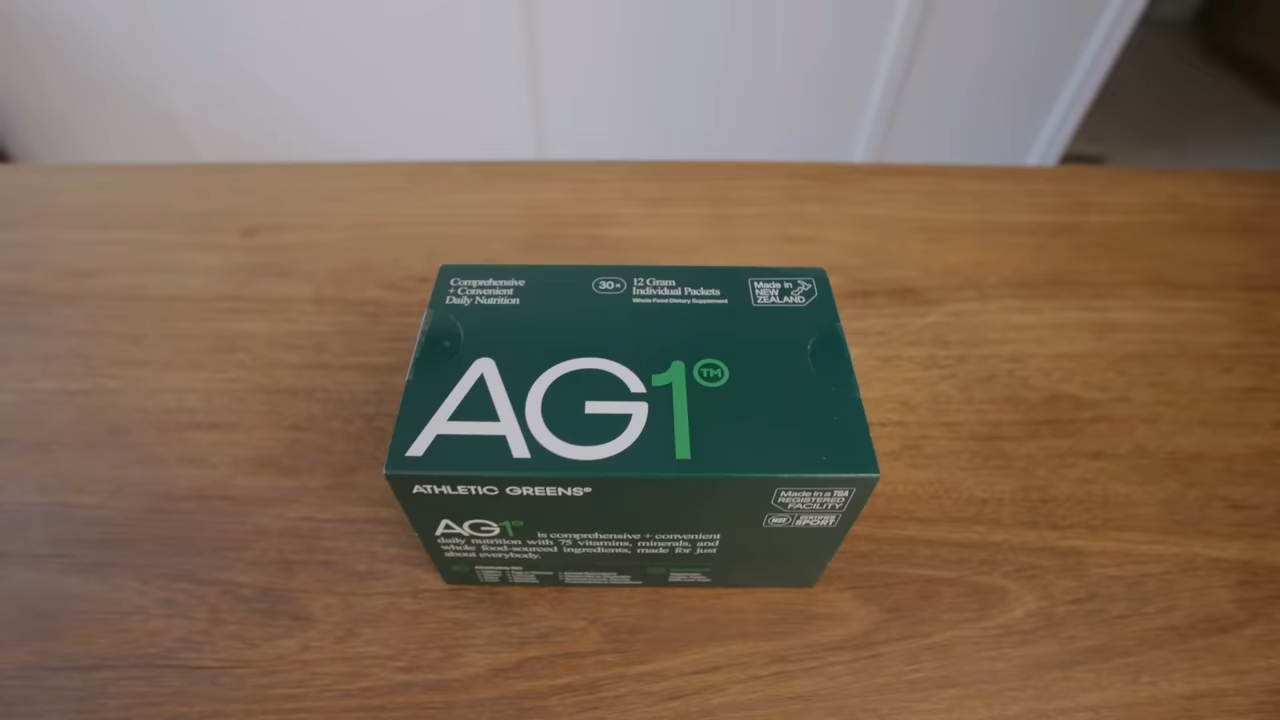 Comprehensive
+ Convenient
Daily Nutrition
30×
12 Gram
Individual Packets
Whole Food Dietary Supplement
Made in
NEW
ZEALAND
AG1™
ATHLETIC GREENS®
Made in a TGA
REGISTERED
FACILITY
NSF CERTIFIED
SPORT
AG1® is comprehensive + convenient
daily nutrition with 75 vitamins, minerals, and
whole food-sourced ingredients, made for just
about everybody.